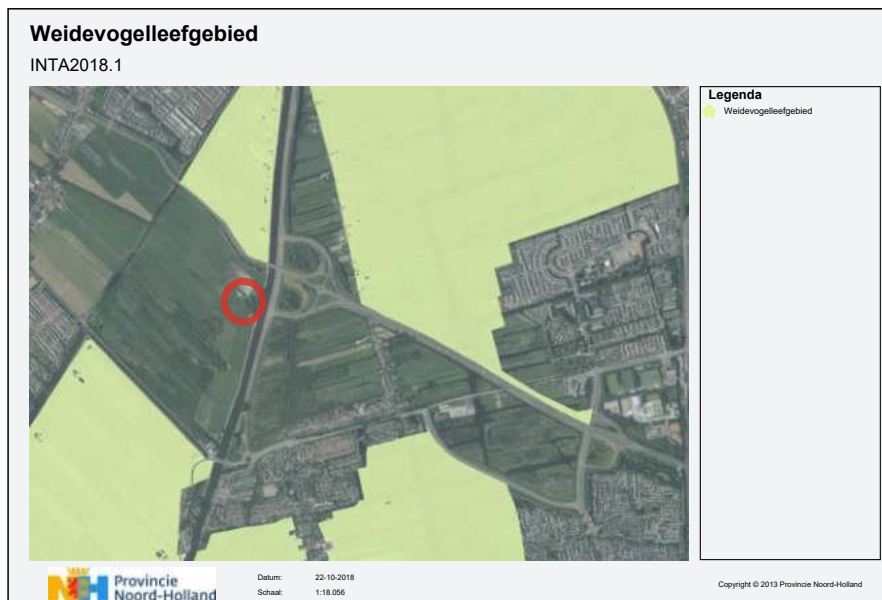 Weidevogelleefgebied
INTA2018.1
Legenda
Weidevogelleefgebied
Provincie
Noord-Holland
Datum: 22-10-2018
Schaal: 1:18.056
Copyright © 2013 Provincie Noord-Holland